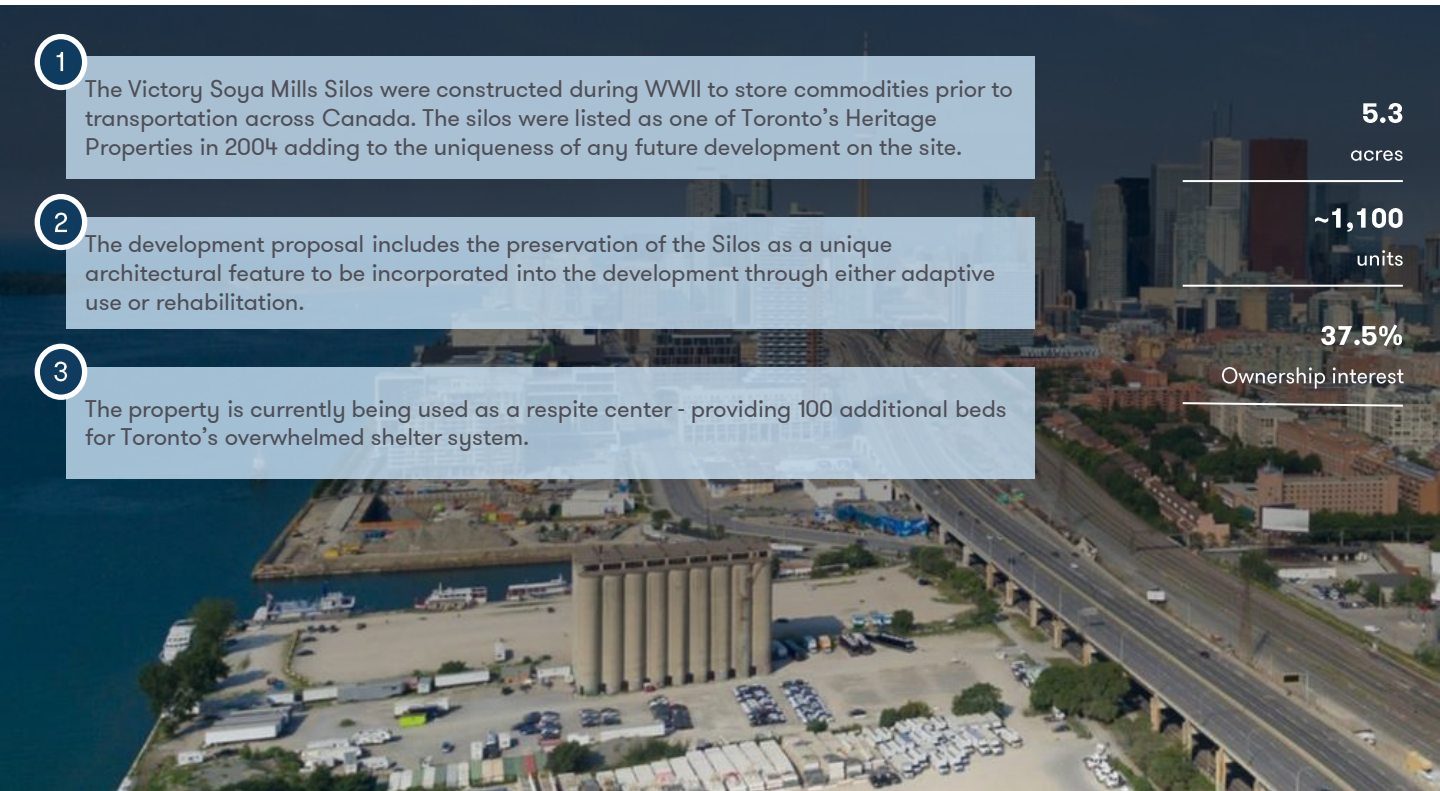 1
The Victory Soya Mills Silos were constructed during WWII to store commodities prior to
transportation across Canada. The silos were listed as one of Toronto's Heritage
Properties in 2004 adding to the uniqueness of any future development on the site.
2
The development proposal includes the preservation of the Silos as a unique
architectural feature to be incorporated into the development through either adaptive
use or rehabilitation.
3
The property is currently being used as a respite center - providing 100 additional beds
for Toronto's overwhelmed shelter system.
5.3
acres
~1,100
units
37.5%
Ownership interest